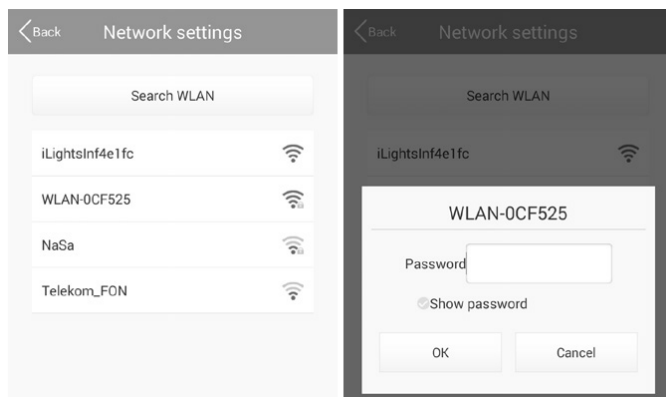 Back Network settings
Search WLAN
iLightsInf4e1fc
WLAN-0CF525
NaSa
Telekom_FON
Back Network settings
Search WLAN
iLightsInf4e1fc
WLAN-0CF525
Password
Show password
OK Cancel